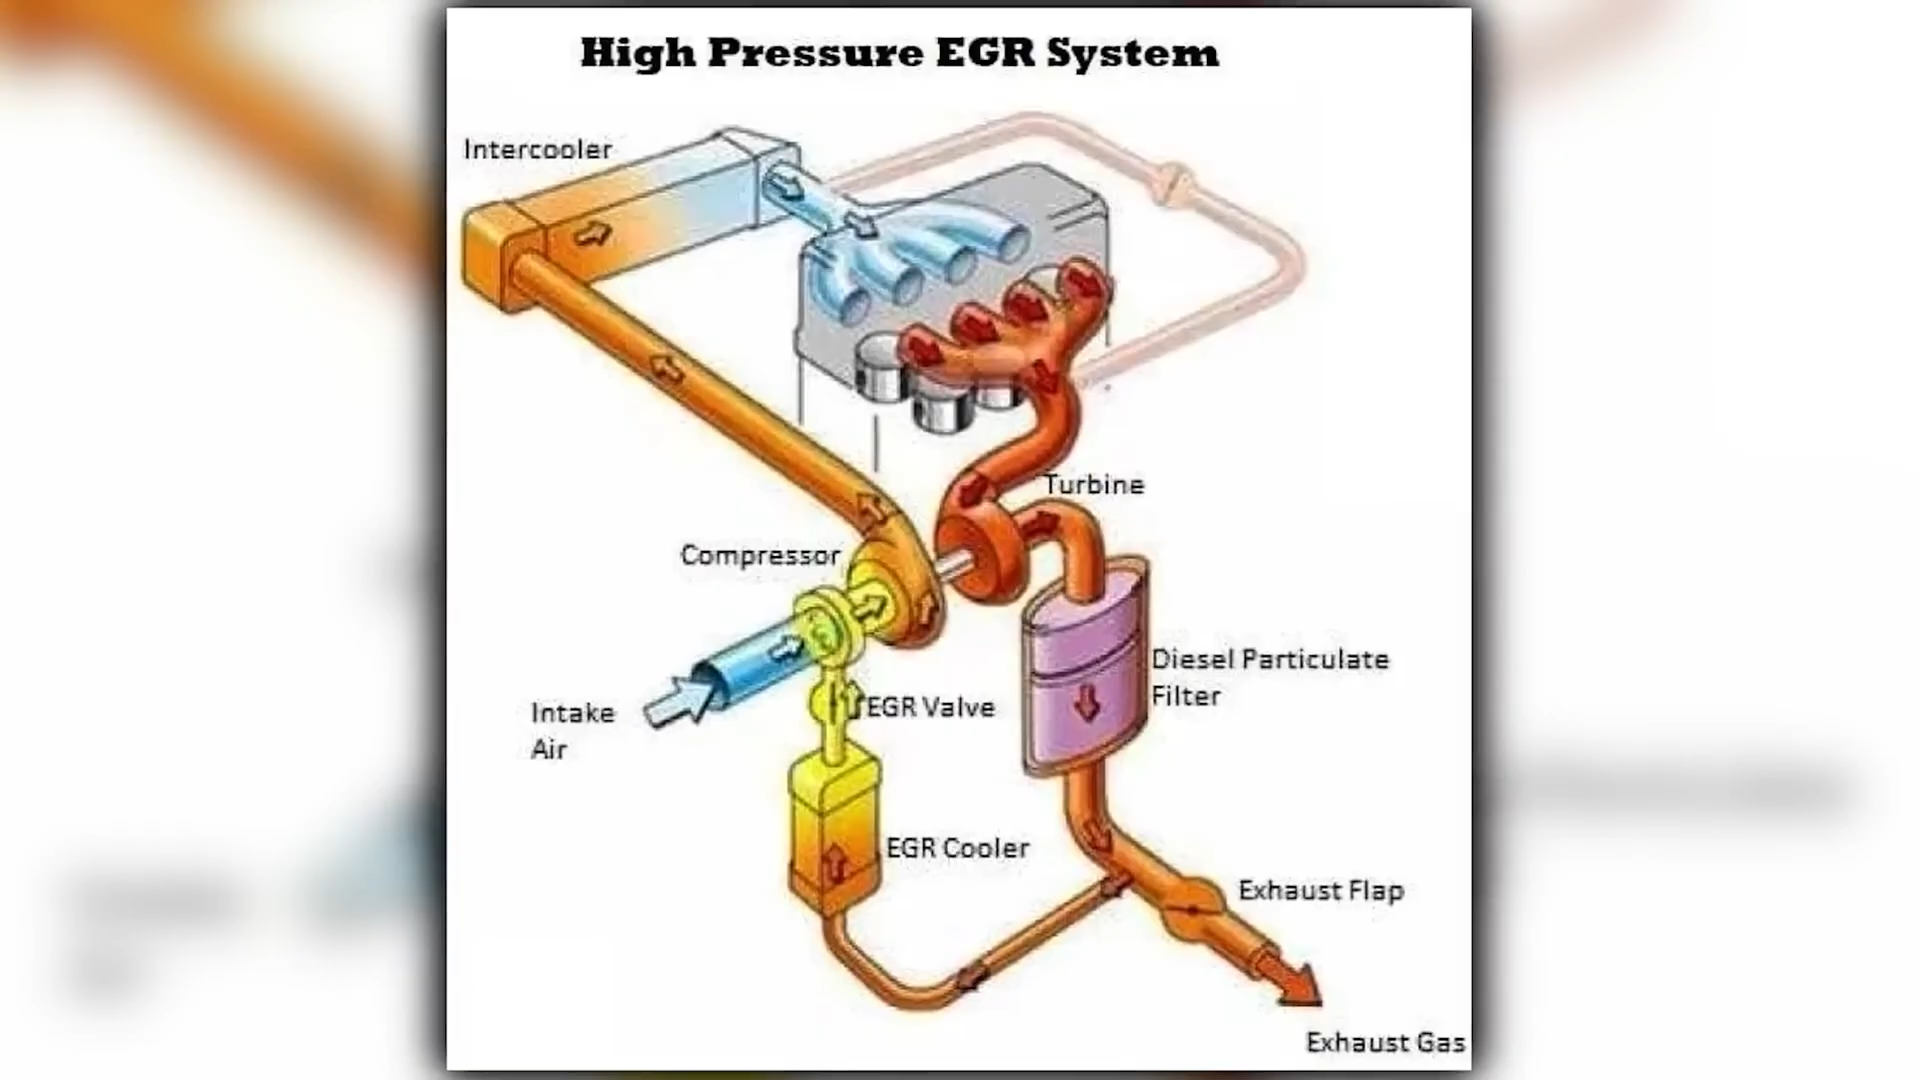 High Pressure EGR System
Intercooler
Turbine
Compressor
Diesel Particulate
Filter
Intake
Air
EGR Valve
EGR Cooler
Exhaust Flap
Exhaust Gas